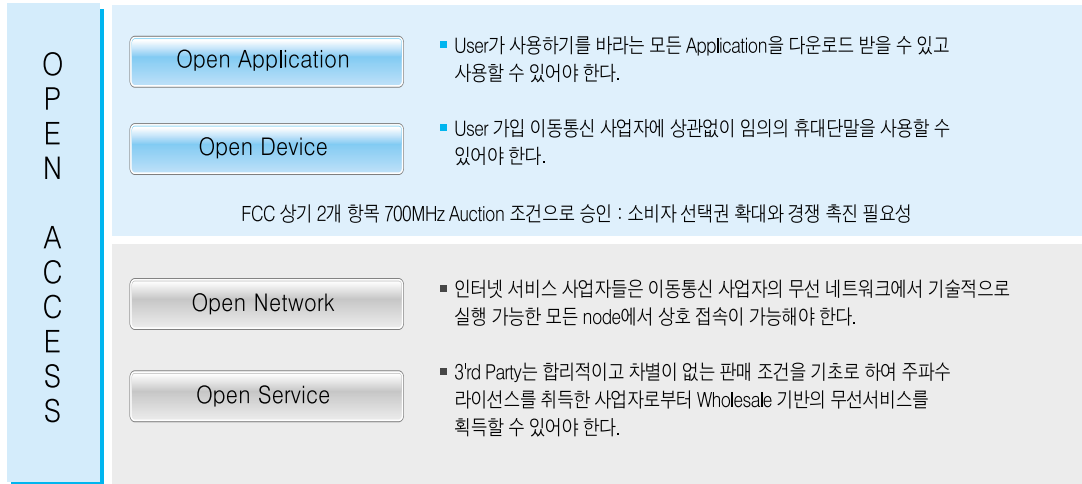 OPEN ACCESS
Open Application
▪ User가 사용하기를 바라는 모든 Application을 다운로드 받을 수 있고
사용할 수 있어야 한다.
Open Device
▪ User 가입 이동통신 사업자에 상관없이 임의의 휴대단말을 사용할 수
있어야 한다.
FCC 상기 2개 항목 700MHz Auction 조건으로 승인 : 소비자 선택권 확대와 경쟁 촉진 필요성
Open Network
▪ 인터넷 서비스 사업자들은 이동통신 사업자의 무선 네트워크에서 기술적으로
실행 가능한 모든 node에서 상호 접속이 가능해야 한다.
Open Service
▪ 3'rd Party는 합리적이고 차별이 없는 판매 조건을 기초로 하여 주파수
라이선스를 취득한 사업자로부터 Wholesale 기반의 무선서비스를
획득할 수 있어야 한다.